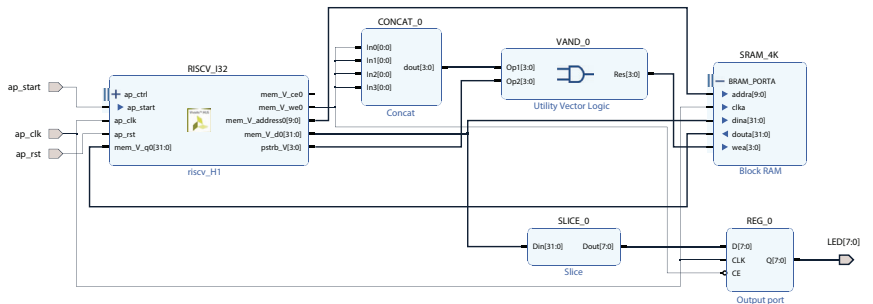 CONCAT_0
In0[0:0]
In1[0:0]
In2[0:0]
In3[0:0]
dout[3:0]
Concat
VAND_0
Op1[3:0]
Op2[3:0]
Res[3:0]
Utility Vector Logic
SRAM_4K
BRAM_PORTA
addra[9:0]
clka
dina[31:0]
douta[31:0]
wea[3:0]
Block RAM
RISCV_I32
ap_ctrl
ap_start
ap_clk
ap_rst
mem_V_q0[31:0]
mem_V_ce0
mem_V_we0
mem_V_address0[9:0]
mem_V_d0[31:0]
pstrb_V[3:0]
riscv_H1
ap_start
ap_clk
ap_rst
SLICE_0
Din[31:0]
Dout[7:0]
Slice
REG_0
D[7:0]
CLK
CE
Q[7:0]
Output port
LED[7:0]